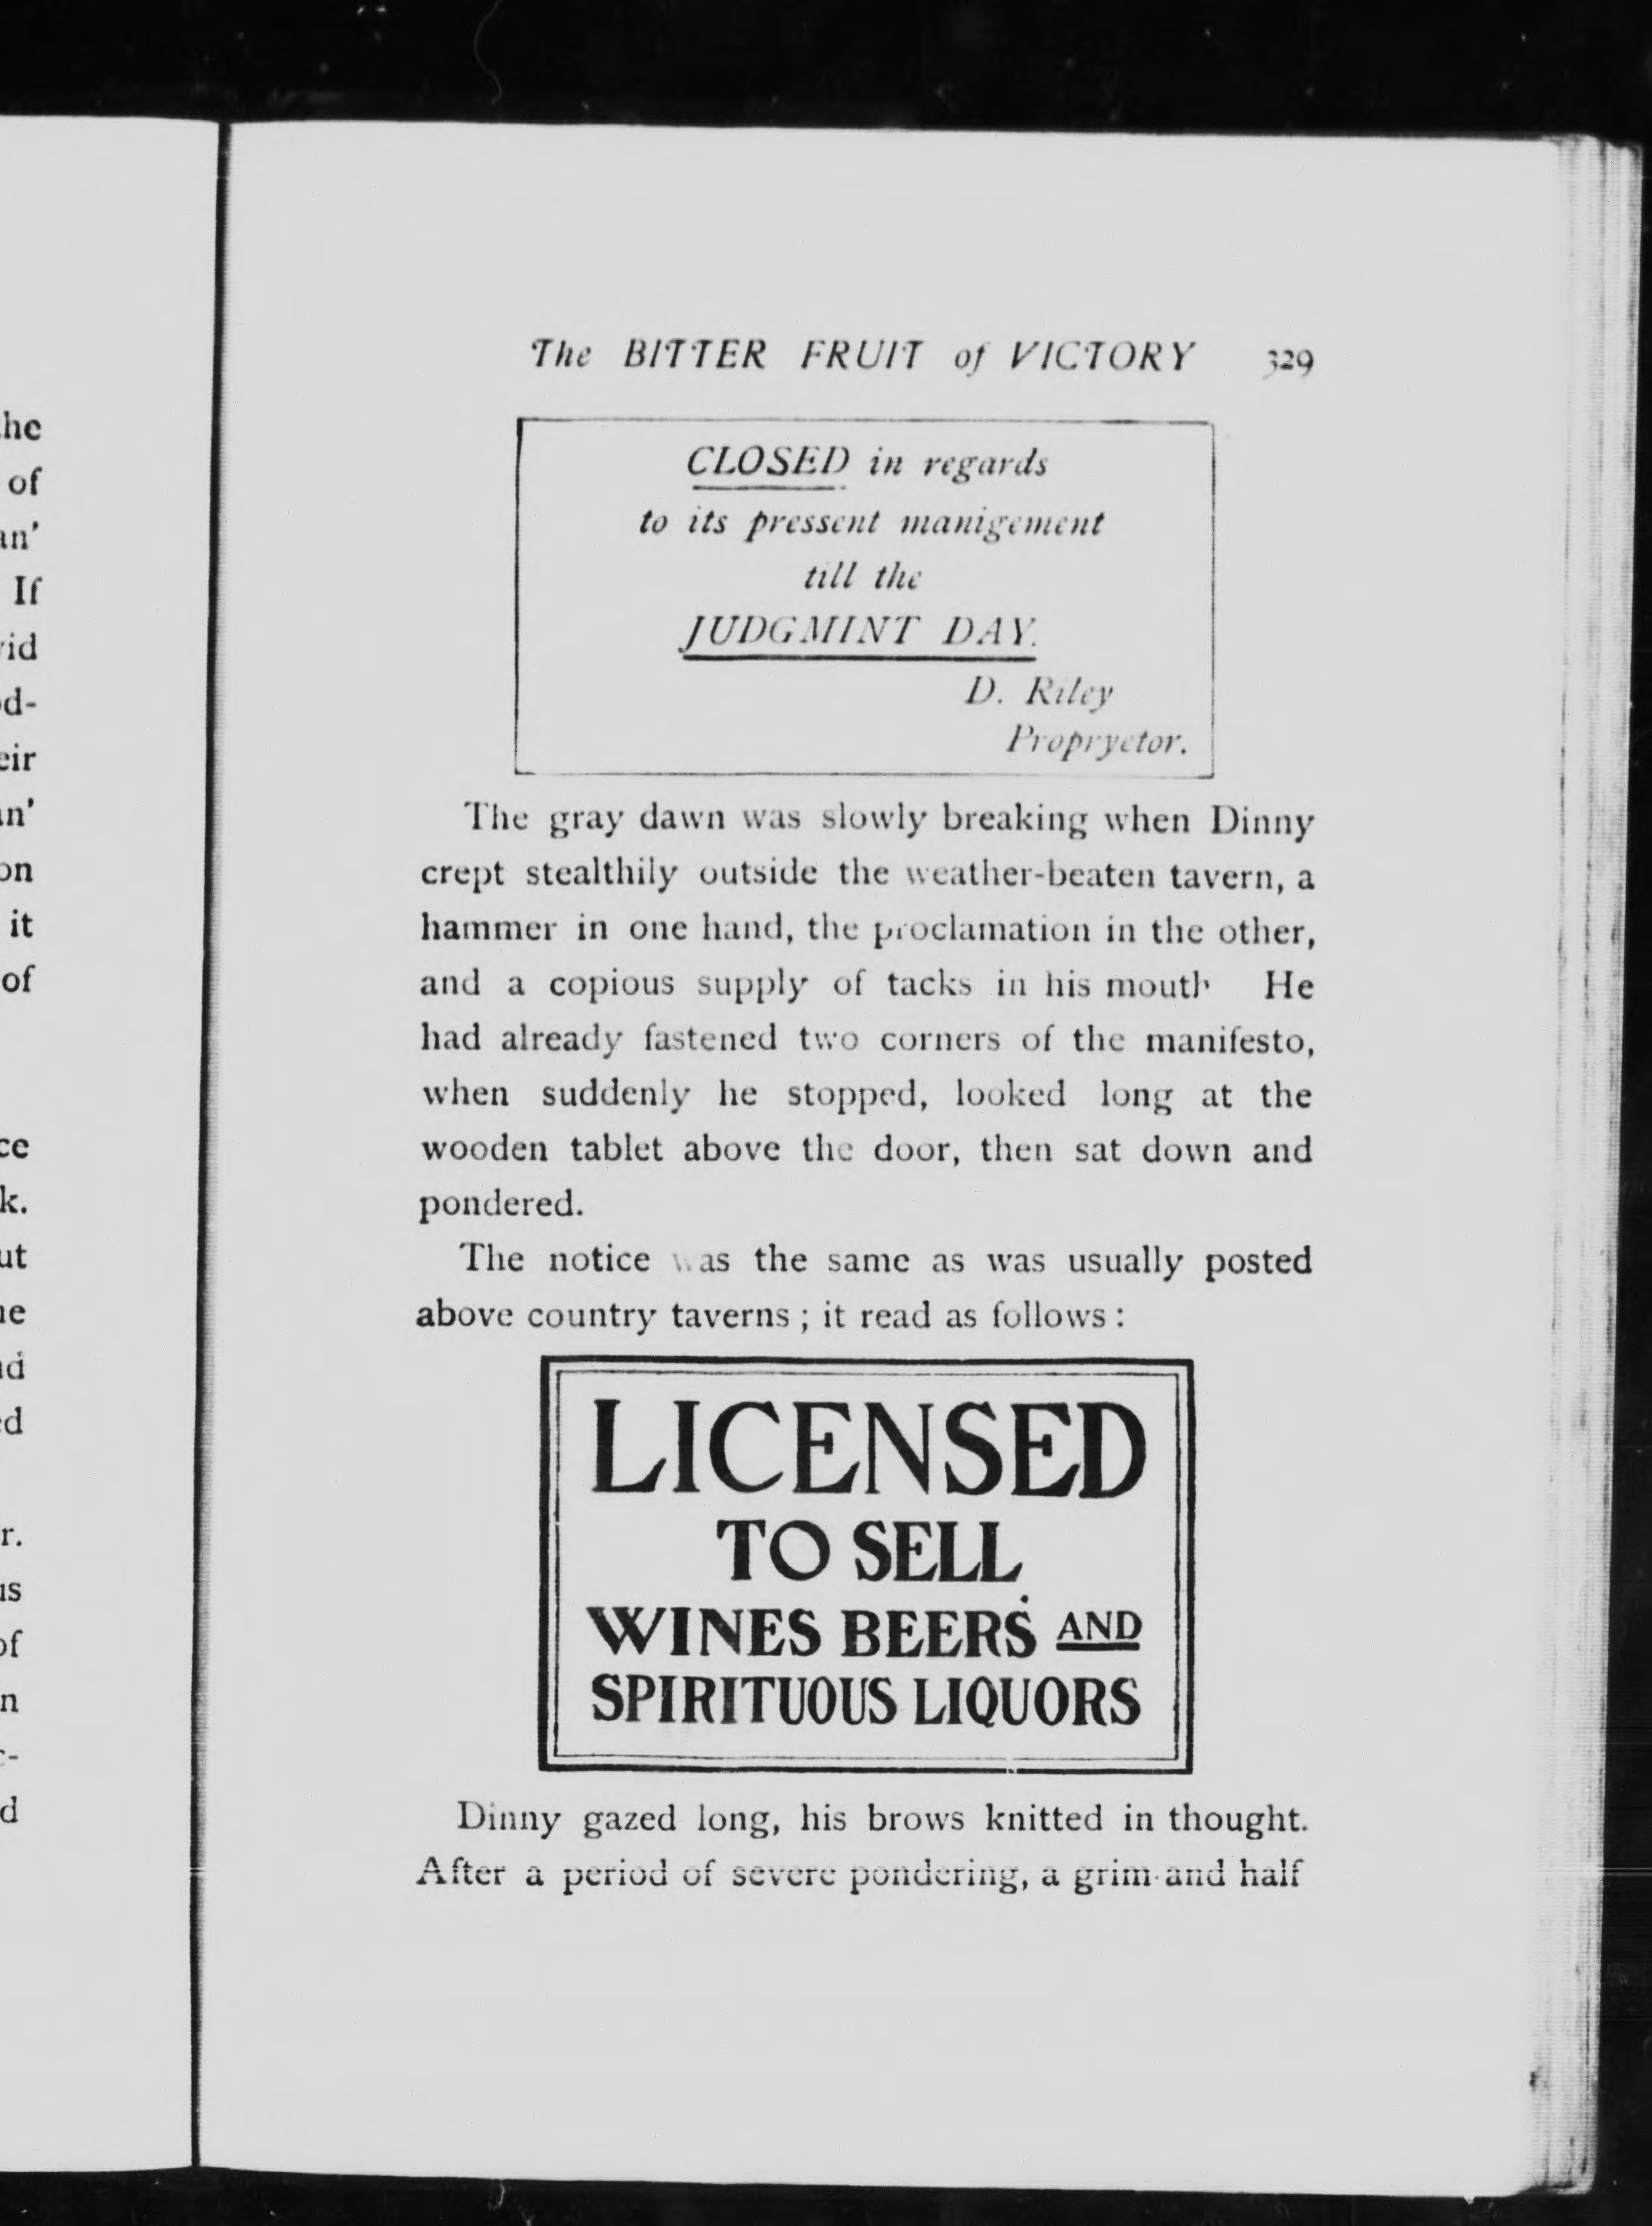 The BITTER FRUIT of VICTORY 329
CLOSED in regards
to its pressent manigement
till the
JUDGMINT DAY.
D. Riley
Propryetor.
The gray dawn was slowly breaking when Dinny
crept stealthily outside the weather-beaten tavern, a
hammer in one hand, the proclamation in the other,
and a copious supply of tacks in his mouth He
had already fastened two corners of the manifesto,
when suddenly he stopped, looked long at the
wooden tablet above the door, then sat down and
pondered.
The notice was the same as was usually posted
above country taverns ; it read as follows :
LICENSED
TO SELL
WINES BEERS AND
SPIRITUOUS LIQUORS
Dinny gazed long, his brows knitted in thought.
After a period of severe pondering, a grim and half